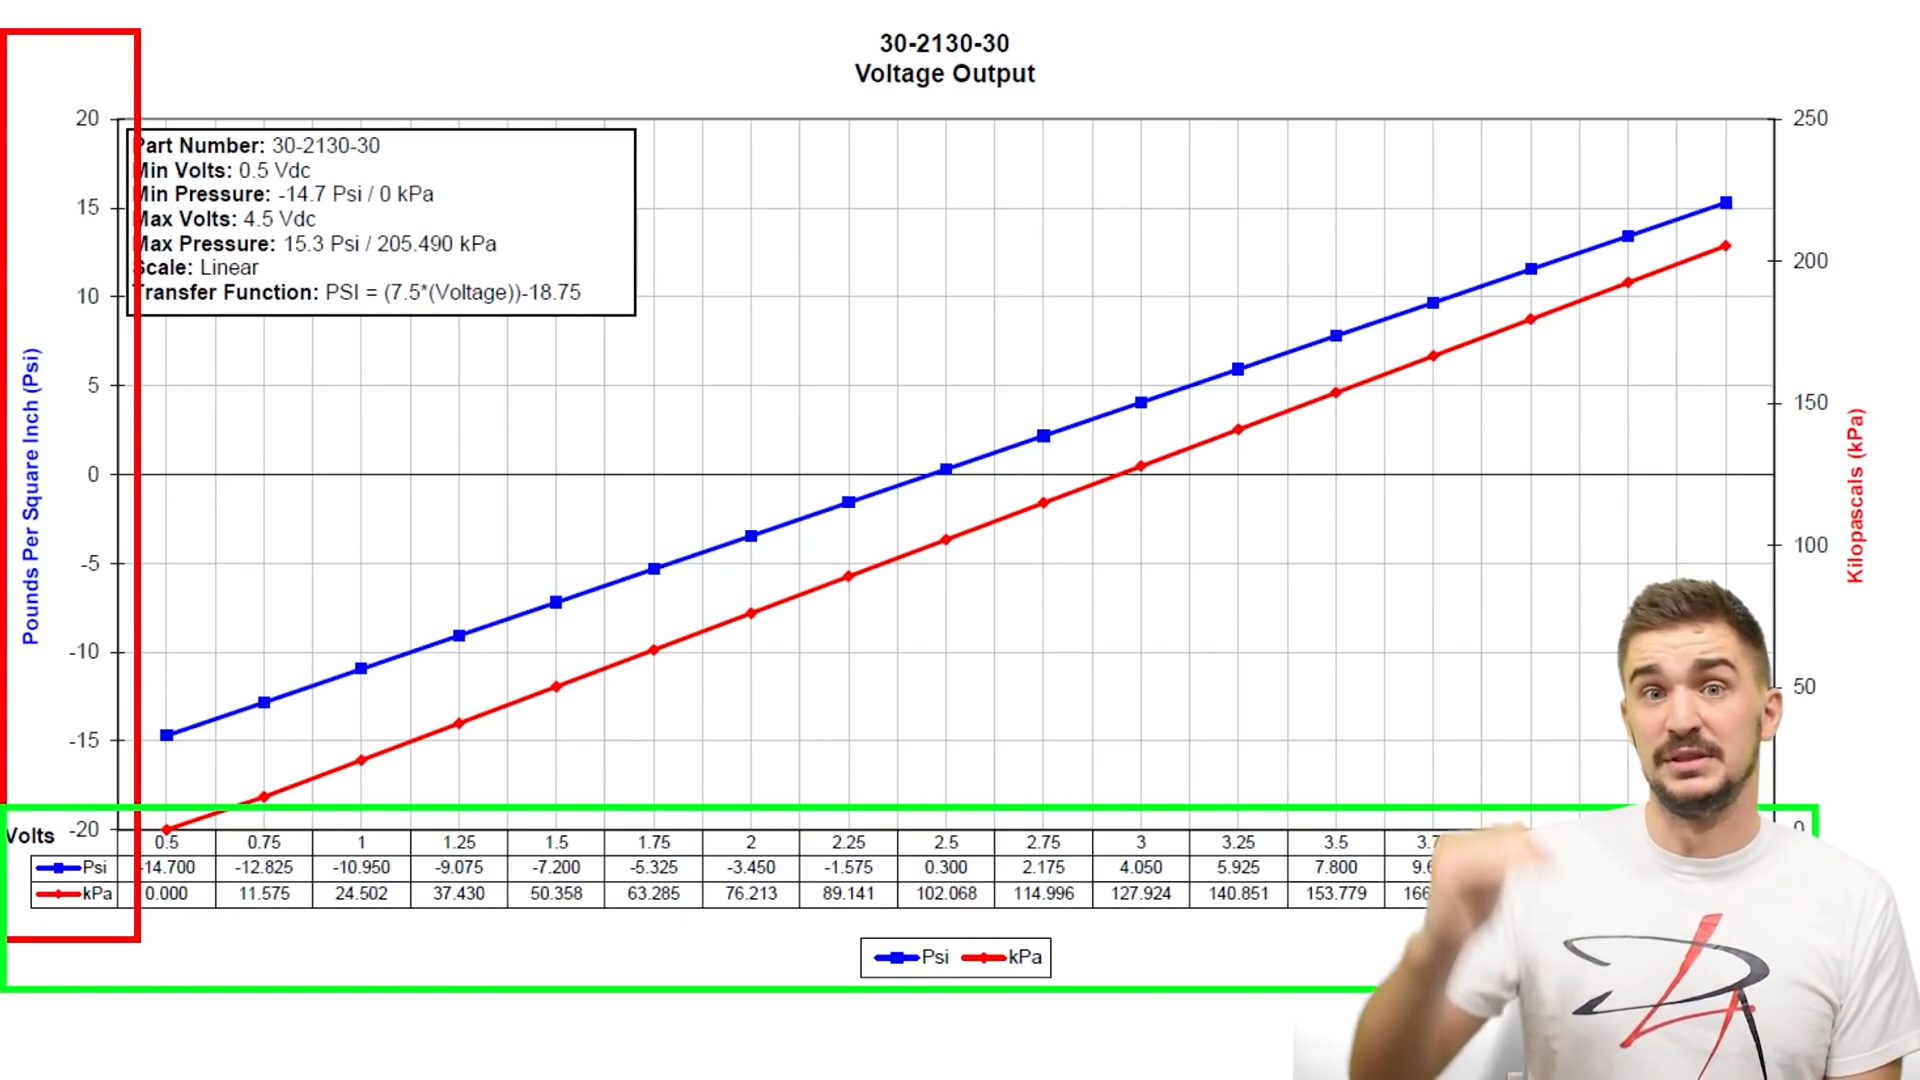 30-2130-30
Voltage Output
Part Number: 30-2130-30
Min Volts: 0.5 Vdc
Min Pressure: -14.7 Psi / 0 kPa
Max Volts: 4.5 Vdc
Max Pressure: 15.3 Psi / 205.490 kPa
Scale: Linear
Transfer Function: PSI = (7.5*(Voltage))-18.75
Pounds Per Square Inch (Psi)
20
15
10
5
0
-5
-10
-15
-20
250
200
150
100
50
0
Kilopascals (kPa)
Volts 0.5 0.75 1 1.25 1.5 1.75 2 2.25 2.5 2.75 3 3.25 3.5
Psi -14.700 -12.825 -10.950 -9.075 -7.200 -5.325 -3.450 -1.575 0.300 2.175 4.050 5.925 7.800
kPa 0.000 11.575 24.502 37.430 50.358 63.285 76.213 89.141 102.068 114.996 127.924 140.851 153.779
Psi kPa